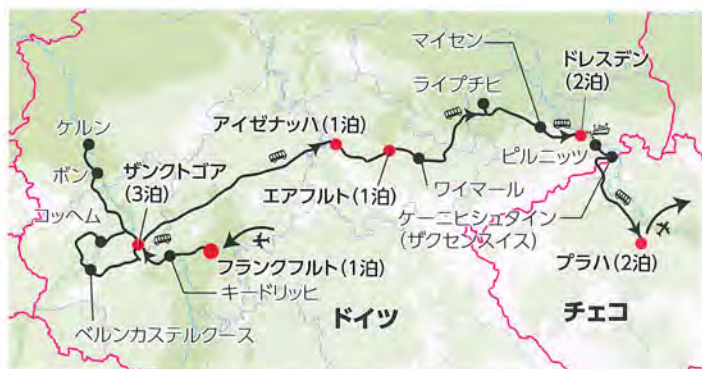 マイセン
ドレスデン
(2泊)
ライプチヒ
ケルン
アイゼナッハ(1泊)
ボン
ザンクトゴア
(3泊)
ピルニッツ
エアフルト(1泊)
ワイマール
コッヘム
ケーニヒシュタイン
(ザクセンスイス)
フランクフルト(1泊)
プラハ(2泊)
キードリッヒ
ドイツ
チェコ
ベルンカステルクース